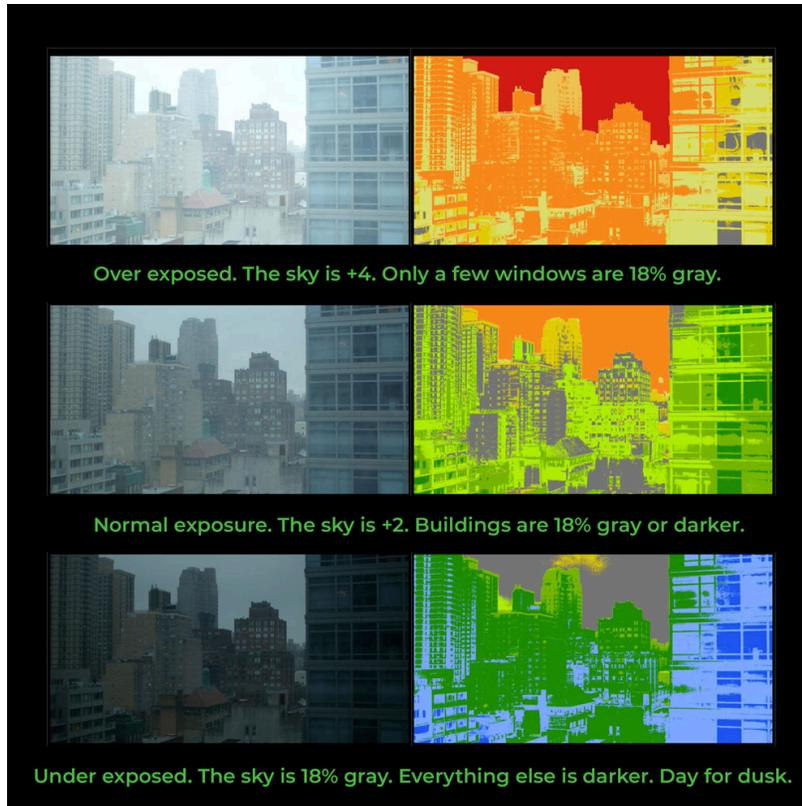 Over exposed. The sky is +4. Only a few windows are 18% gray.
Normal exposure. The sky is +2. Buildings are 18% gray or darker.
Under exposed. The sky is 18% gray. Everything else is darker. Day for dusk.